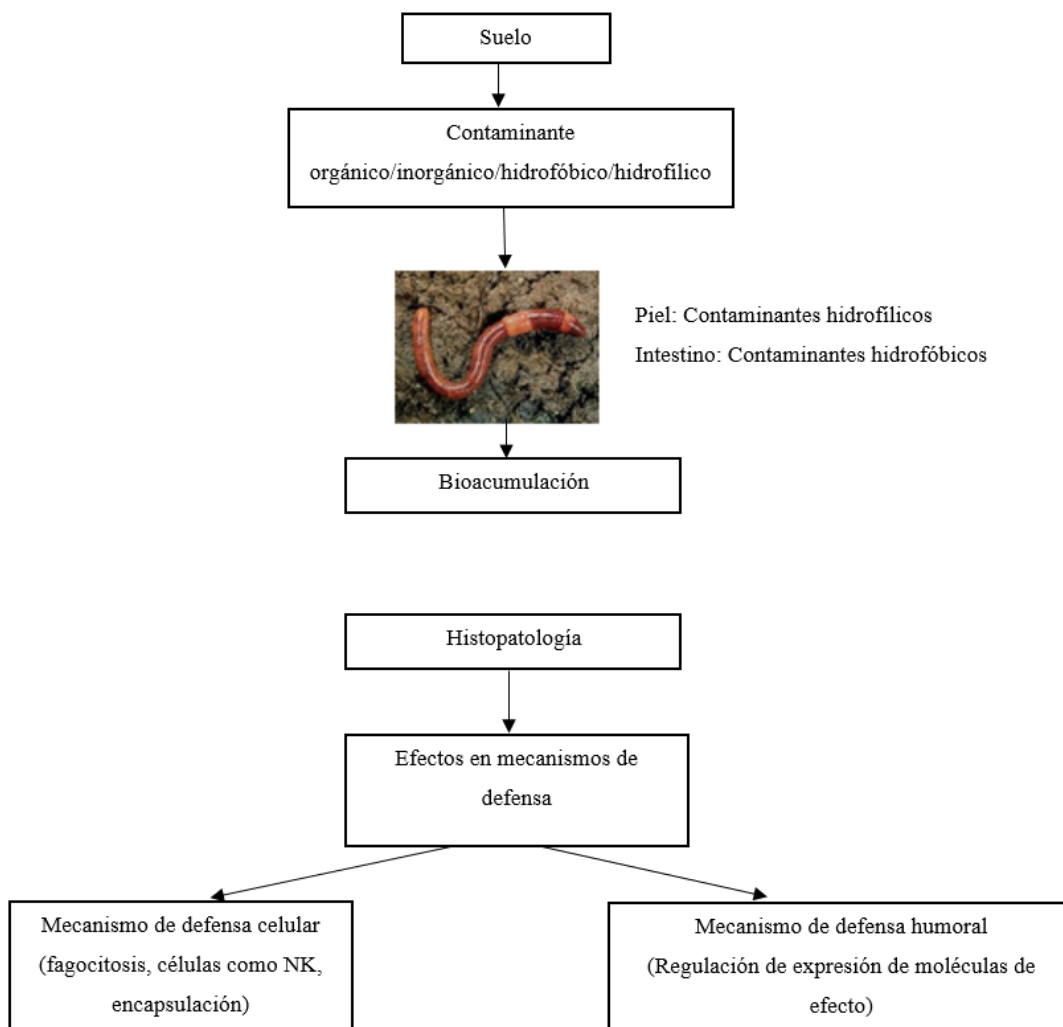 Suelo
Contaminante
orgánico/inorgánico/hidrofóbico/hidrofílico
Piel: Contaminantes hidrofílicos
Intestino: Contaminantes hidrofóbicos
Bioacumulación
Histopatología
Efectos en mecanismos de
defensa
Mecanismo de defensa celular
(fagocitosis, células como NK,
encapsulación)
Mecanismo de defensa humoral
(Regulación de expresión de moléculas de
efecto)